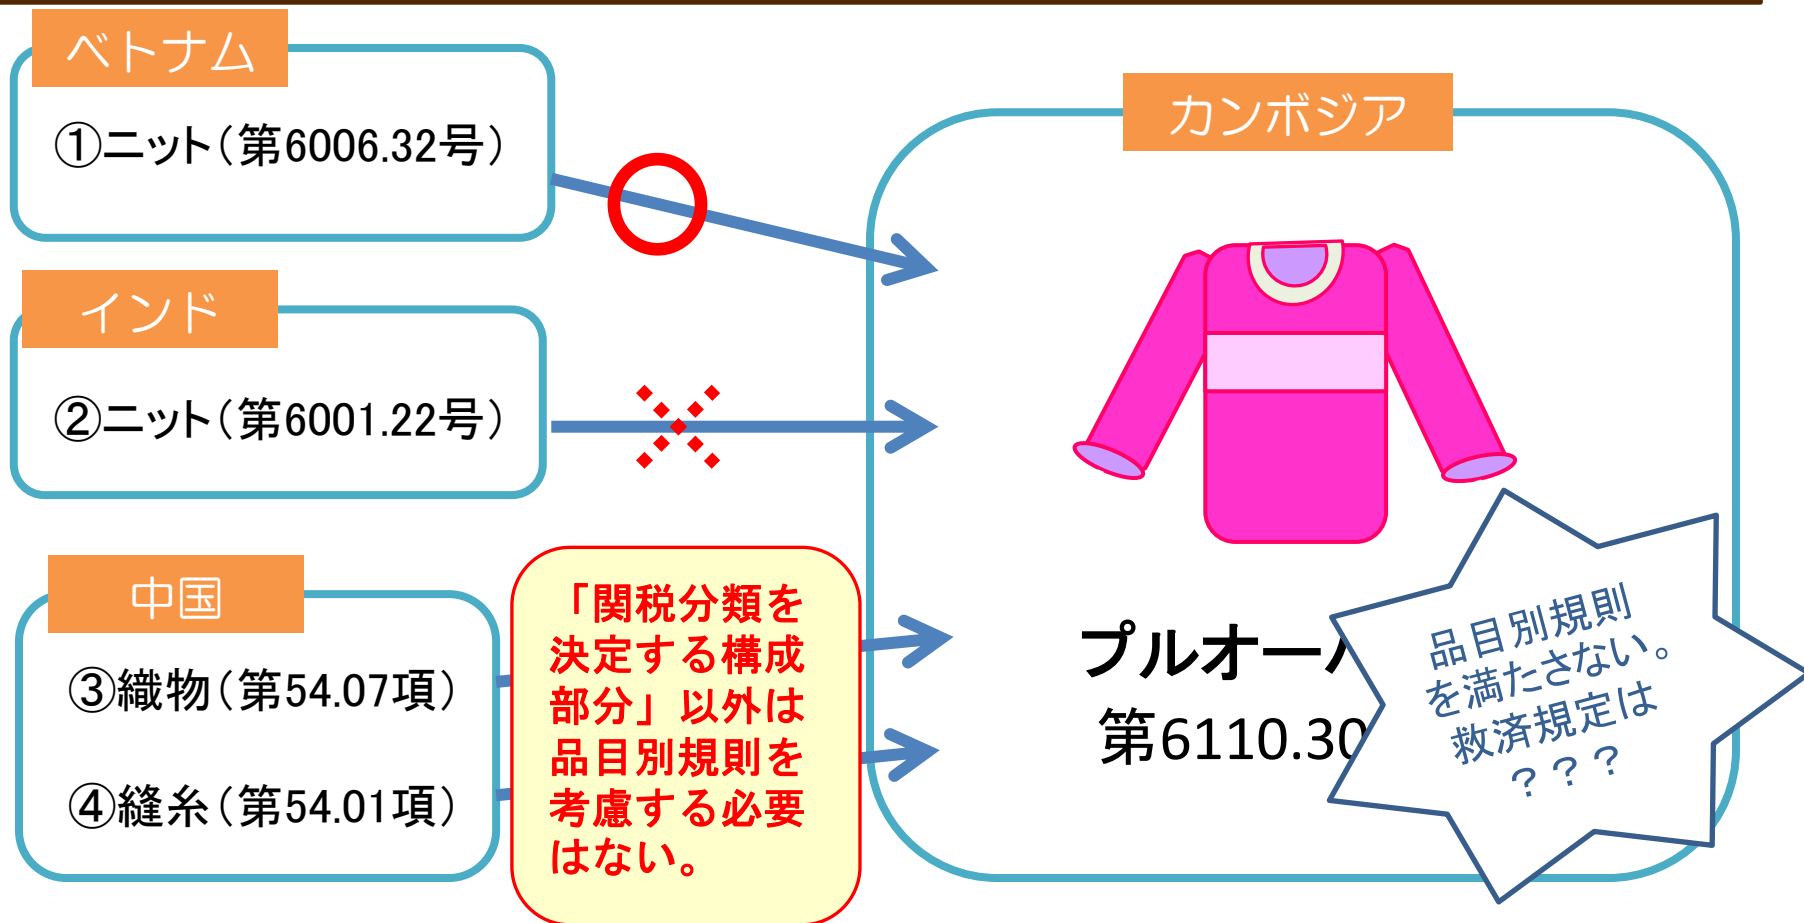 ベトナム
①ニット（第6006.32号）
インド
②ニット（第6001.22号）
中国
③織物（第54.07項）
④縫糸（第54.01項）
「関税分類を
決定する構成
部分」以外は
品目別規則を
考慮する必要
はない。
カンボジア
プルオーバ
第6110.30
品目別規則
を満たさない。
救済規定は
？？？